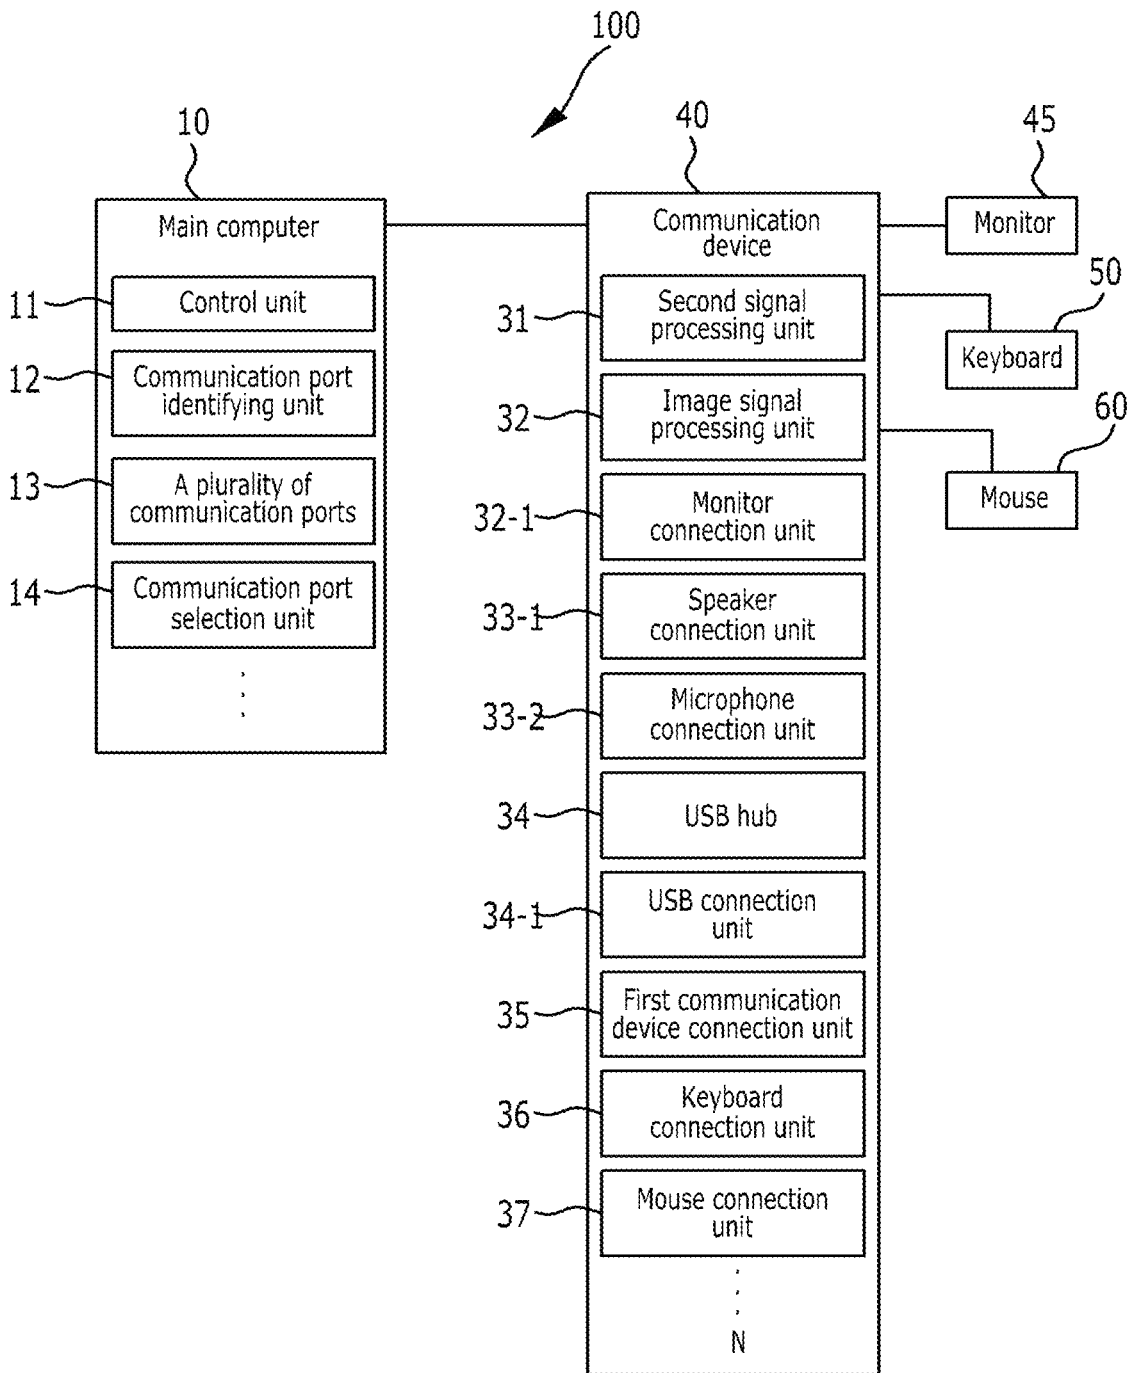 100
10
40
45
Main computer
Communication
device
Monitor
11
Control unit
31
Second signal
processing unit
50
Keyboard
12
Communication port
identifying unit
32
Image signal
processing unit
60
Mouse
13
A plurality of
communication ports
32-1
Monitor
connection unit
14
Communication port
selection unit
33-1
Speaker
connection unit
33-2
Microphone
connection unit
34
USB hub
34-1
USB connection
unit
35
First communication
device connection unit
36
Keyboard
connection unit
37
Mouse connection
unit
N